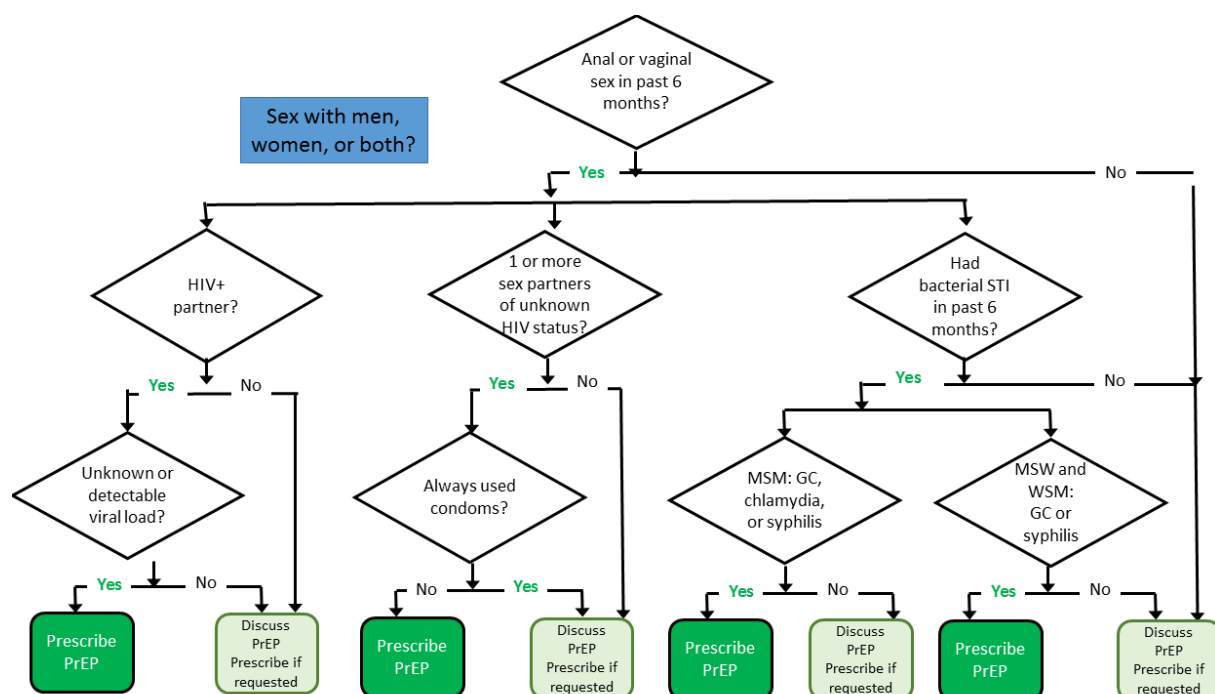 Anal or vaginal
sex in past 6
months?
Sex with men,
women, or both?
Yes
No
HIV+
partner?
1 or more
sex partners
of unknown
HIV status?
Had
bacterial STI
in past 6
months?
Yes
No
Yes
No
Yes
No
Unknown or
detectable
viral load?
Always used
condoms?
MSM: GC,
chlamydia,
or syphilis
MSW and
WSM:
GC or
syphilis
Yes
No
No
Yes
Yes
No
Yes
No
Prescribe
PrEP
Discuss
PrEP
Prescribe if
requested
Prescribe
PrEP
Discuss
PrEP
Prescribe if
requested
Prescribe
PrEP
Discuss
PrEP
Prescribe if
requested
Prescribe
PrEP
Discuss
PrEP
Prescribe if
requested